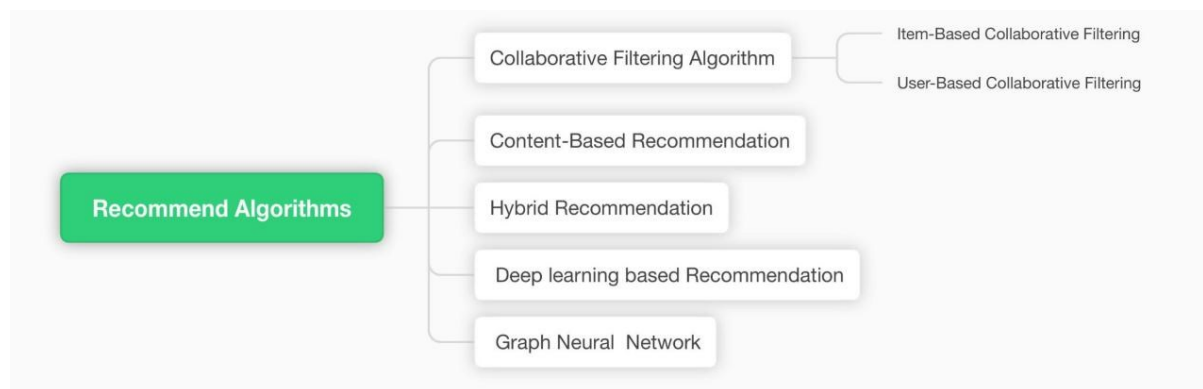 Recommend Algorithms
Collaborative Filtering Algorithm
Item-Based Collaborative Filtering
User-Based Collaborative Filtering
Content-Based Recommendation
Hybrid Recommendation
Deep learning based Recommendation
Graph Neural Network